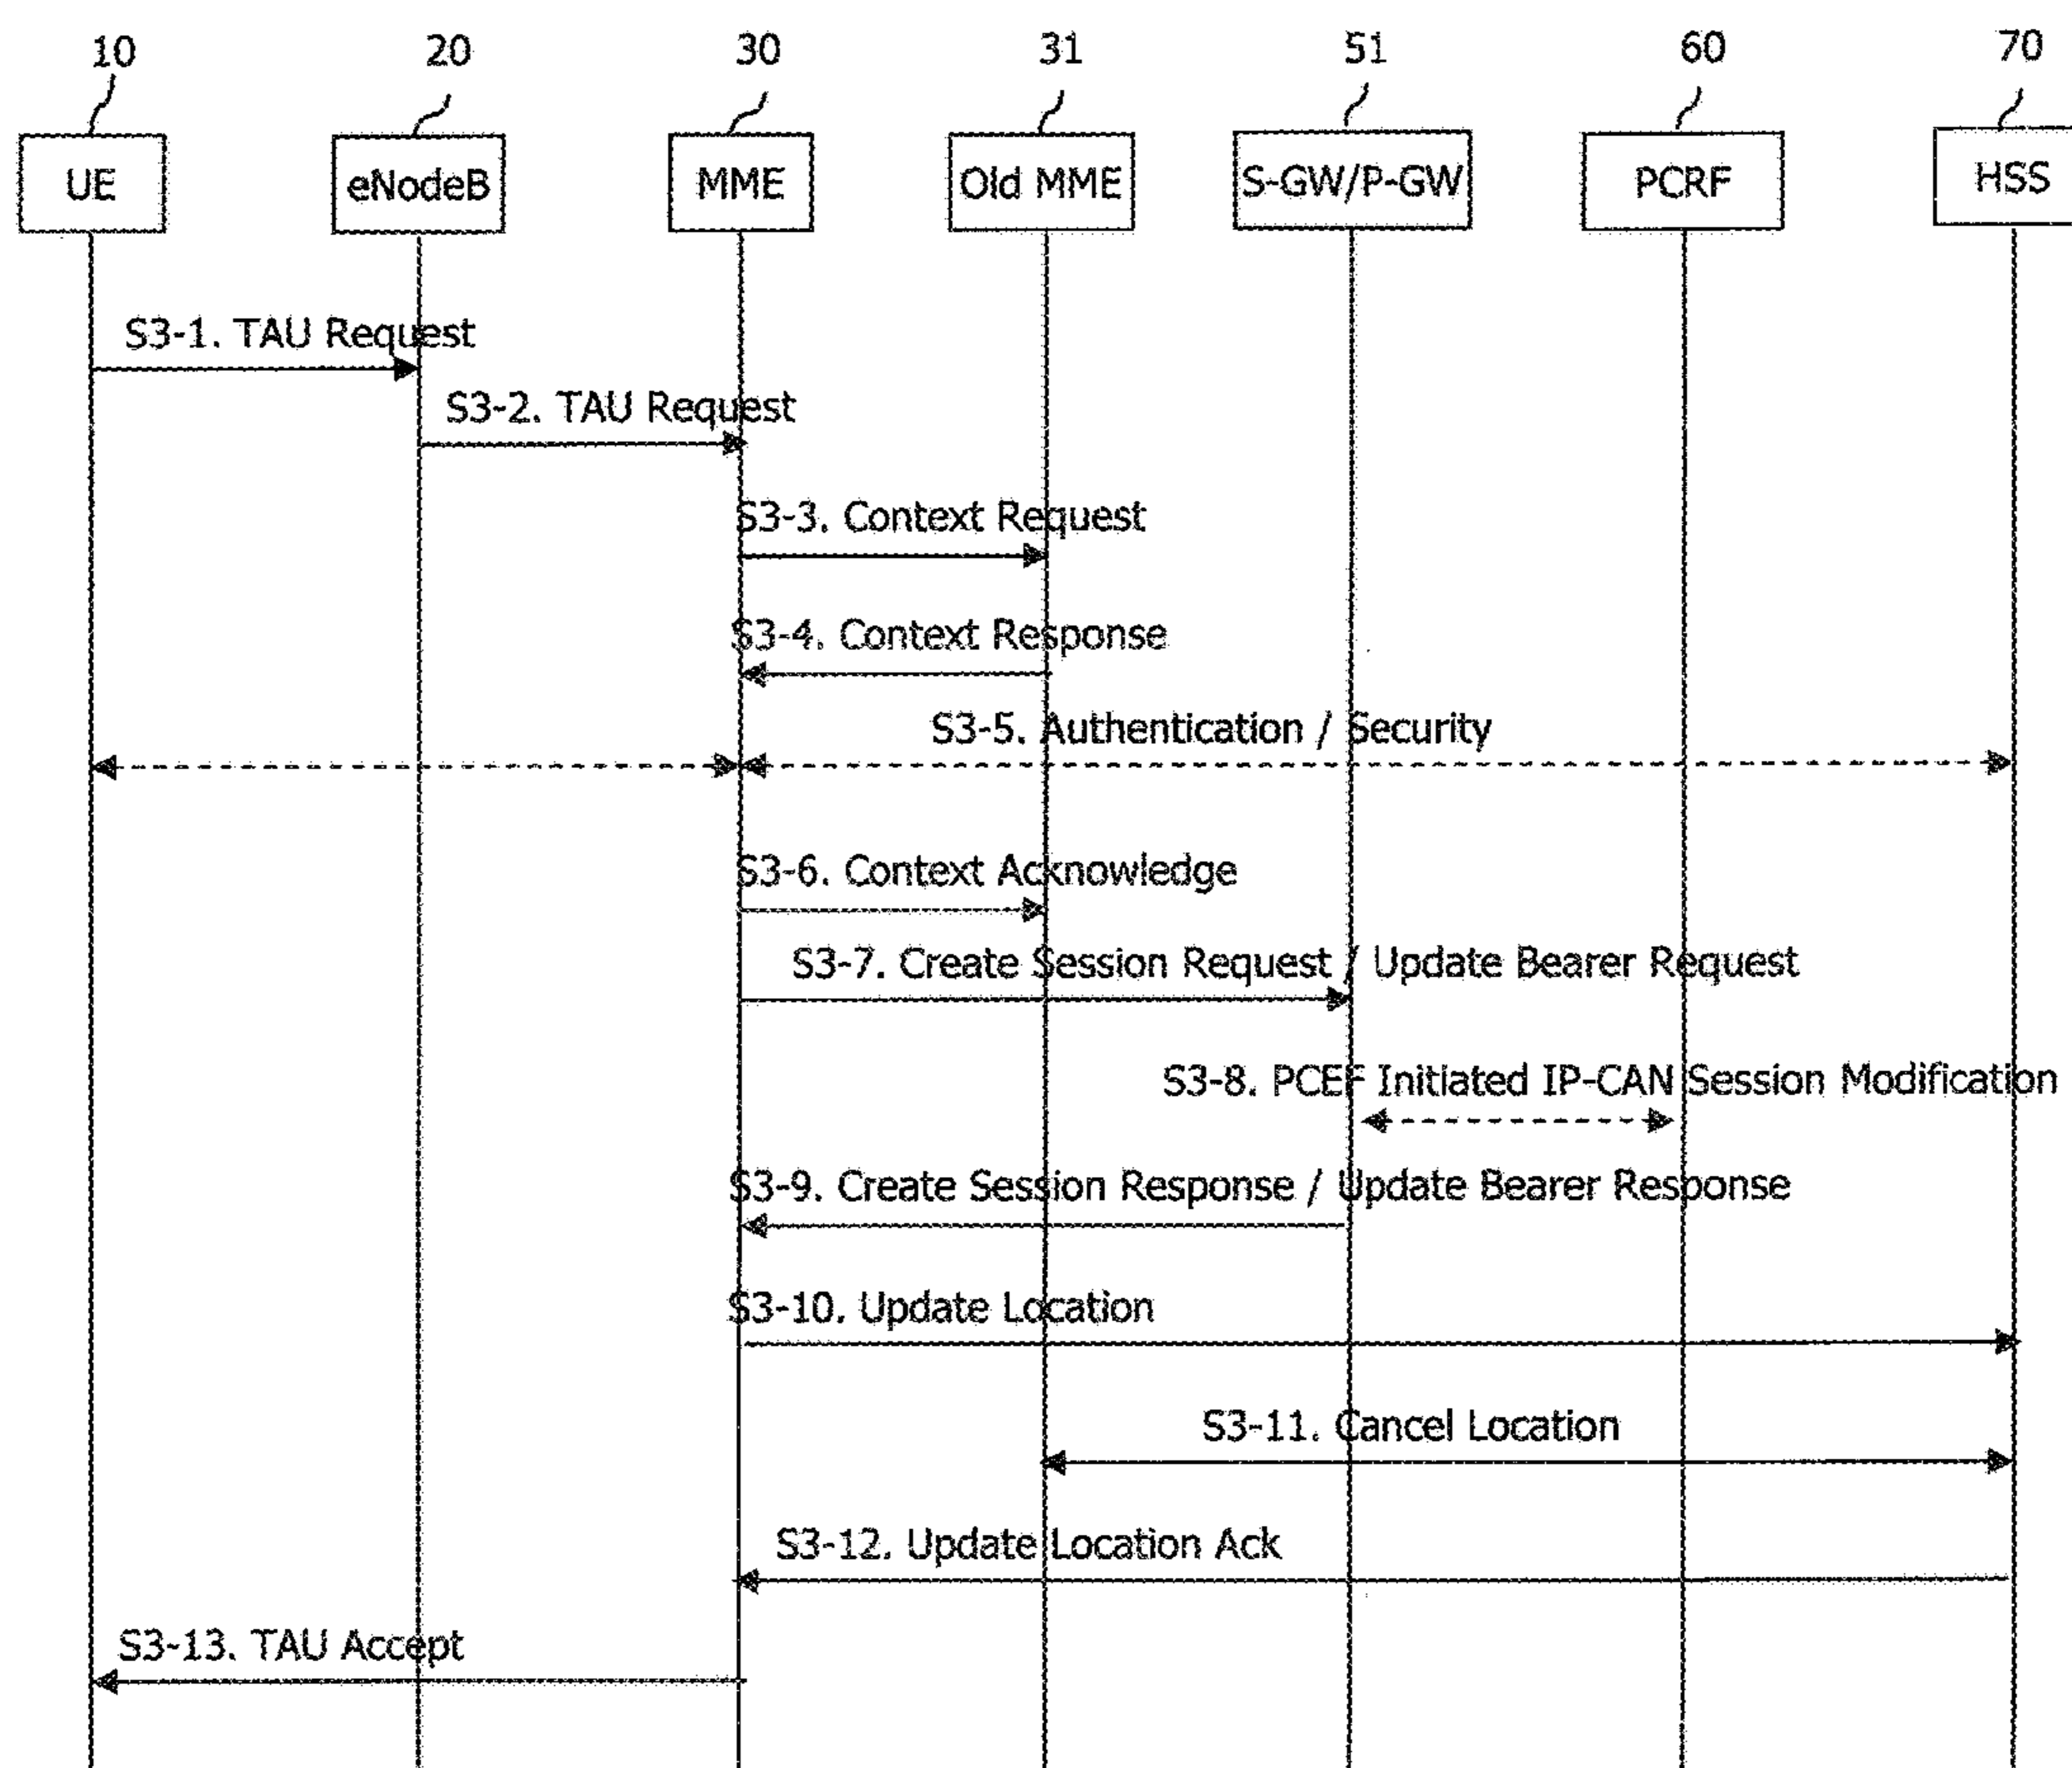 10 20 30 31 51 60 70
UE eNodeB MME Old MME S-GW/P-GW PCRF HSS
S3-1. TAU Request
S3-2. TAU Request
S3-3. Context Request
S3-4. Context Response
S3-5. Authentication / Security
S3-6. Context Acknowledge
S3-7. Create Session Request / Update Bearer Request
S3-8. PCEF Initiated IP-CAN Session Modification
S3-9. Create Session Response / Update Bearer Response
S3-10. Update Location
S3-11. Cancel Location
S3-12. Update Location Ack
S3-13. TAU Accept